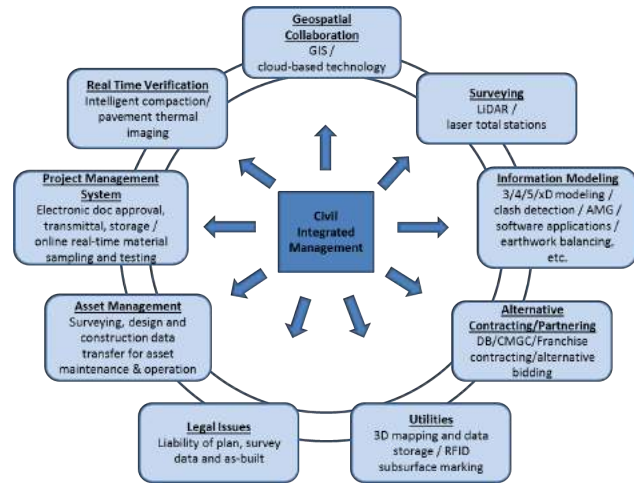 Geospatial
Collaboration
GIS /
cloud-based technology
Real Time Verification
Intelligent compaction/
pavement thermal
imaging
Surveying
LiDAR /
laser total stations
Project Management
System
Electronic doc approval,
transmittal, storage /
online real-time material
sampling and testing
Civil
Integrated
Management
Information Modeling
3/4/5/xD modeling /
clash detection / AMG /
software applications /
earthwork balancing,
etc.
Asset Management
Surveying, design and
construction data
transfer for asset
maintenance & operation
Alternative
Contracting/Partnering
DB/CMGC/Franchise
contracting/alternative
bidding
Legal Issues
Liability of plan, survey
data and as-built
Utilities
3D mapping and data
storage / RFID
subsurface marking